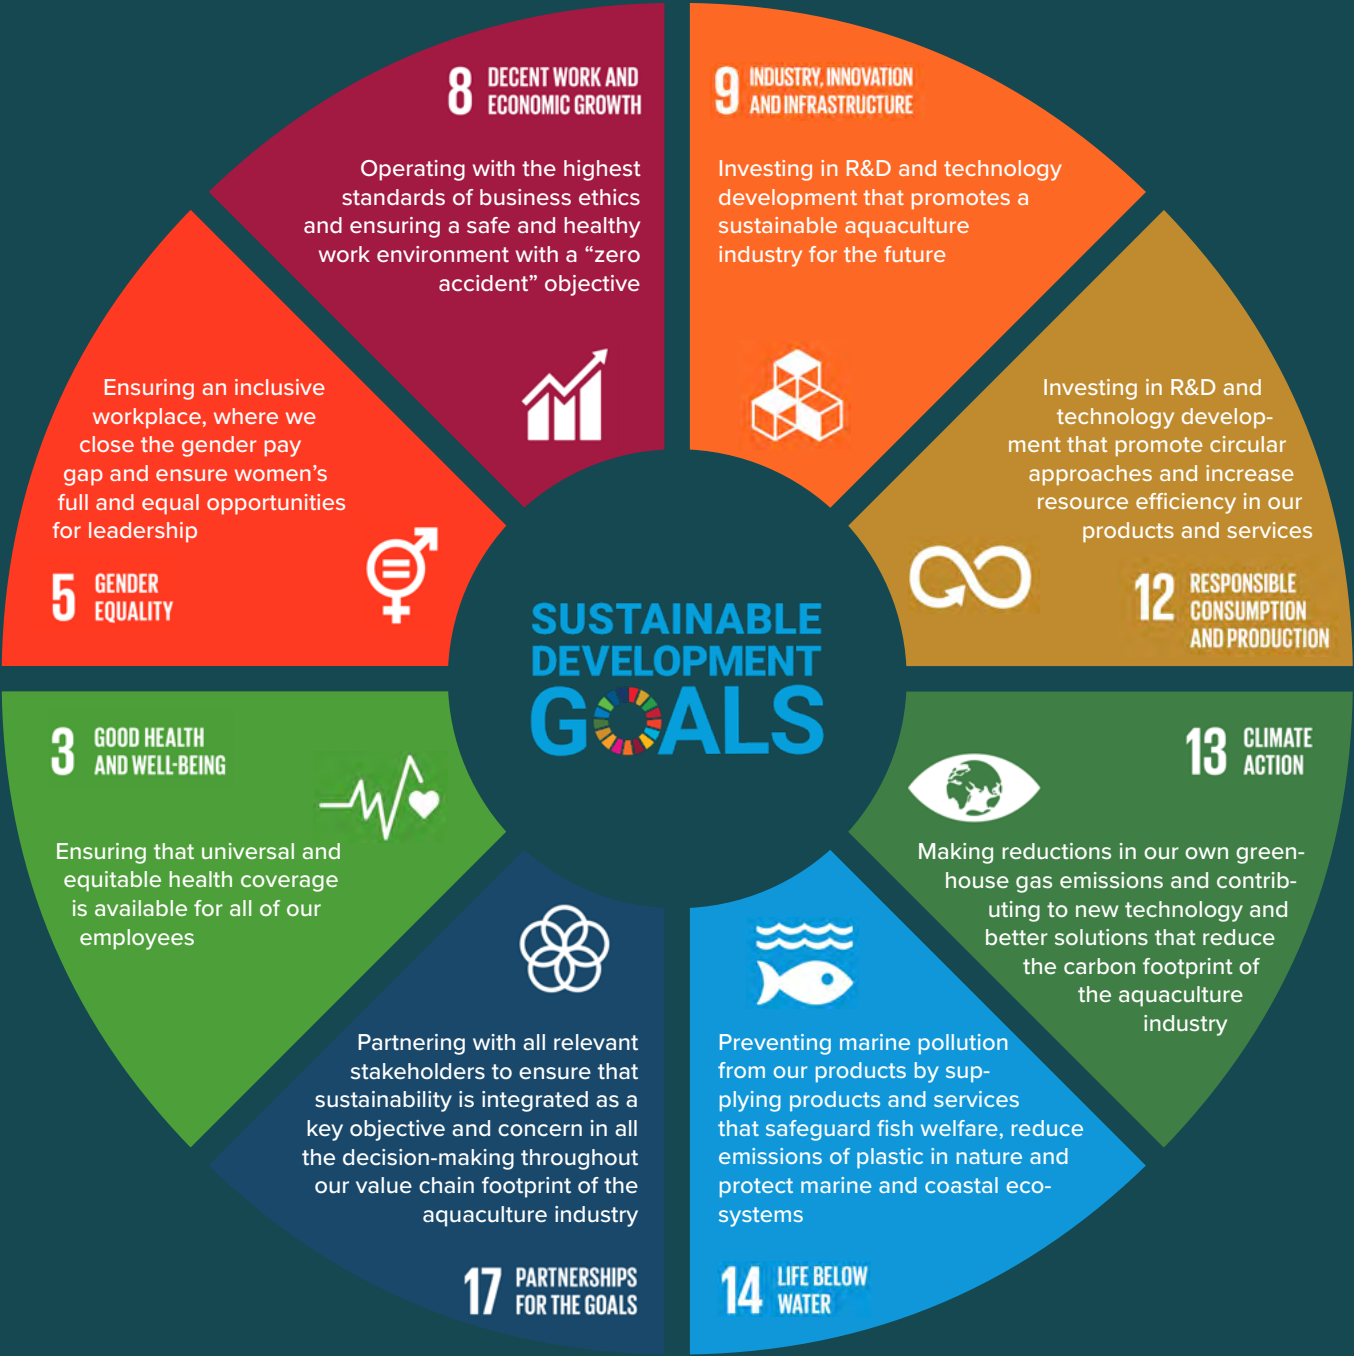 8 DECENT WORK AND
ECONOMIC GROWTH
Operating with the highest
standards of business ethics
and ensuring a safe and healthy
work environment with a “zero
accident” objective
9 INDUSTRY, INNOVATION
AND INFRASTRUCTURE
Investing in R&D and technology
development that promotes a
sustainable aquaculture
industry for the future
Ensuring an inclusive
workplace, where we
close the gender pay
gap and ensure women’s
full and equal opportunities
for leadership
5 GENDER
EQUALITY
Investing in R&D and
technology develop-
ment that promote circular
approaches and increase
resource efficiency in our
products and services
12 RESPONSIBLE
CONSUMPTION
AND PRODUCTION
SUSTAINABLE
DEVELOPMENT
GOALS
3 GOOD HEALTH
AND WELL-BEING
Ensuring that universal and
equitable health coverage
is available for all of our
employees
13 CLIMATE
ACTION
Making reductions in our own green-
house gas emissions and contrib-
uting to new technology and
better solutions that reduce
the carbon footprint of
the aquaculture
industry
Partnering with all relevant
stakeholders to ensure that
sustainability is integrated as a
key objective and concern in all
the decision-making throughout
our value chain footprint of the
aquaculture industry
17 PARTNERSHIPS
FOR THE GOALS
Preventing marine pollution
from our products by sup-
plying products and services
that safeguard fish welfare, reduce
emissions of plastic in nature and
protect marine and coastal eco-
systems
14 LIFE BELOW
WATER